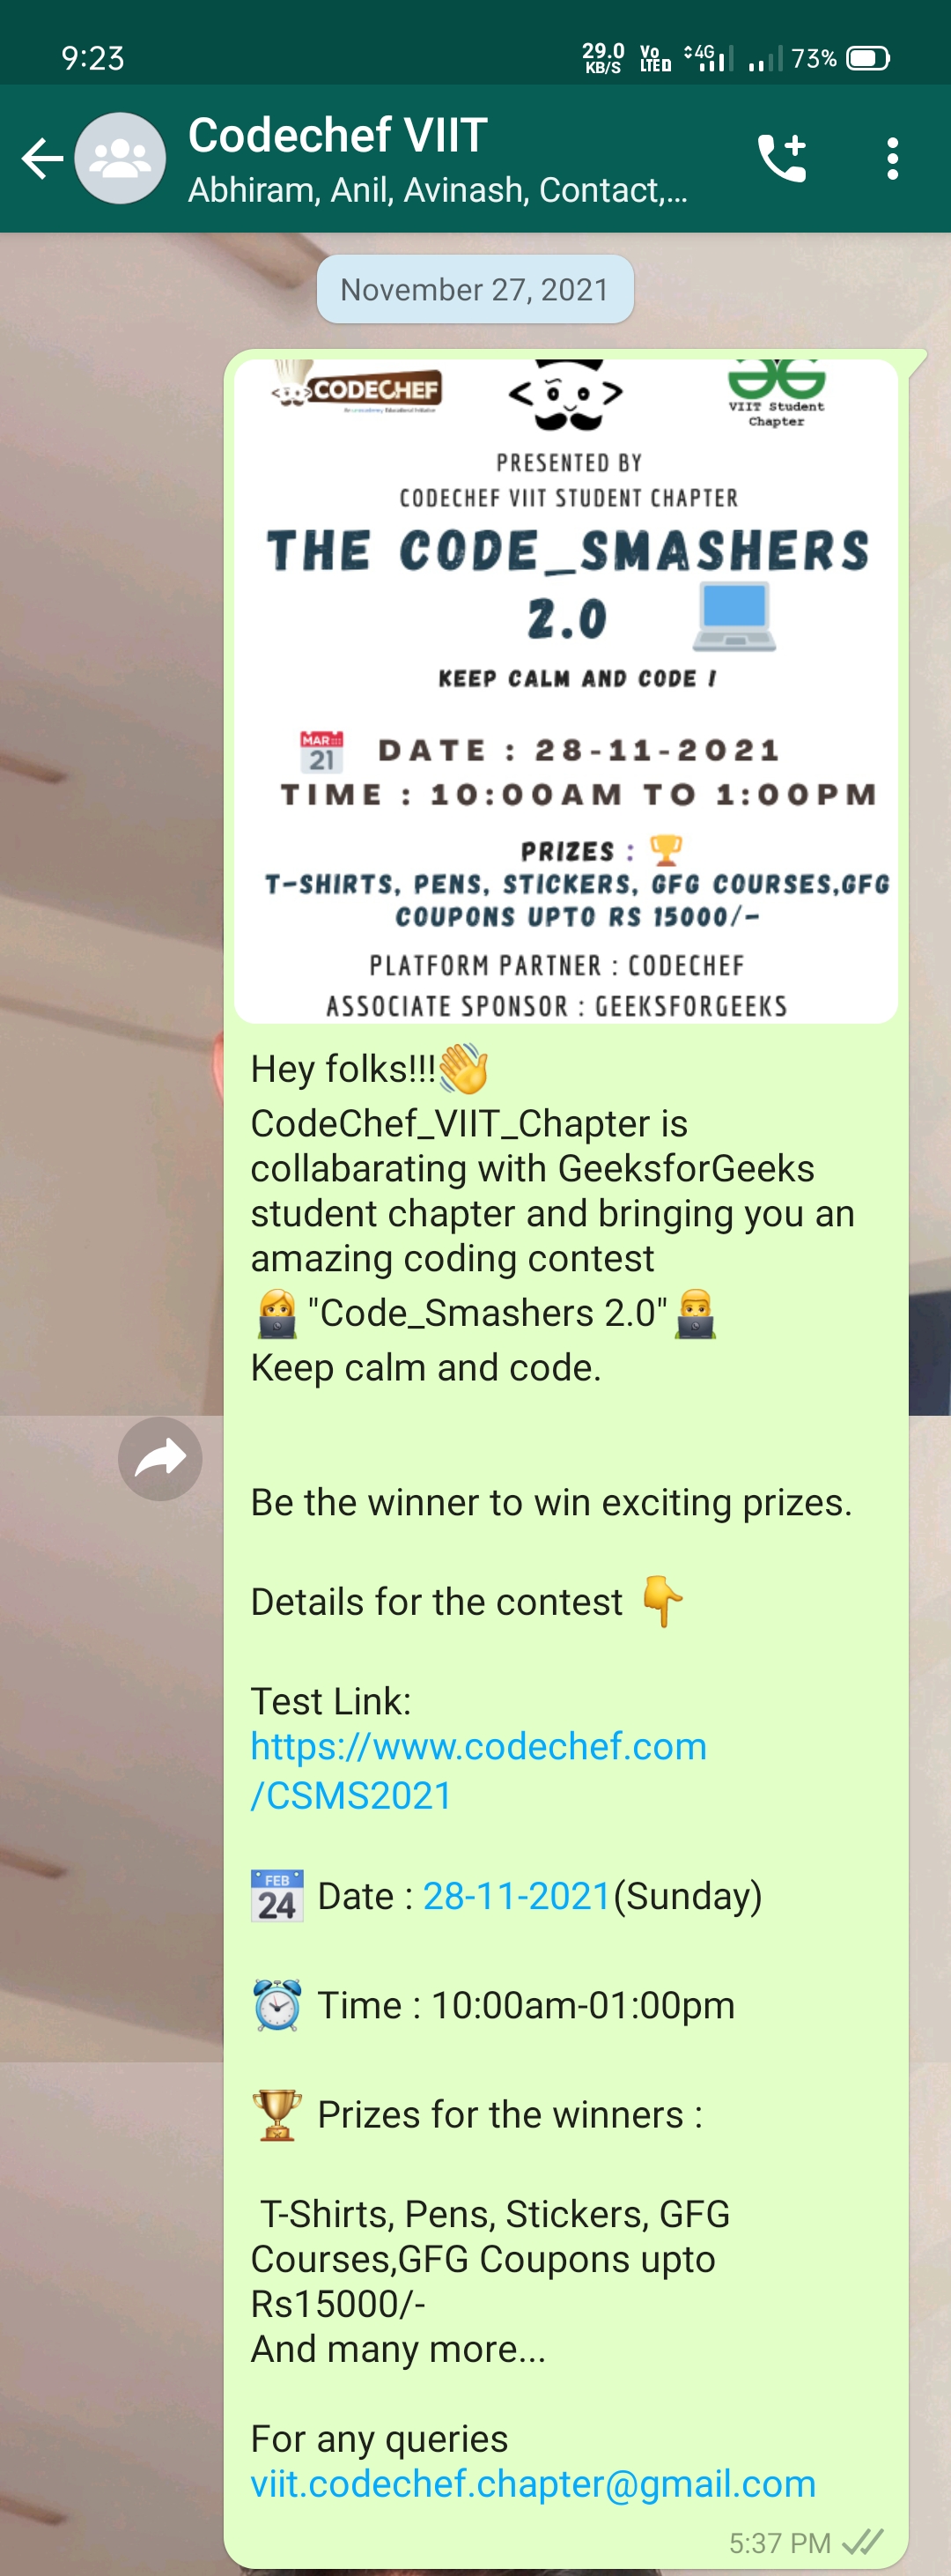 9:23
29.0
KB/S
Vo
LTED
4G
73%
Codechef VIIT
Abhiram, Anil, Avinash, Contact,...
November 27, 2021
CODECHEF
VIIT Student
Chapter
PRESENTED BY
CODECHEF VIIT STUDENT CHAPTER
THE CODE_SMASHERS
2.0
KEEP CALM AND CODE !
MAR
21
DATE : 28-11-2021
TIME : 10:00AM TO 1:00PM
PRIZES : 🏆
T-SHIRTS, PENS, STICKERS, GFG COURSES,GFG
COUPONS UPTO RS 15000/-
PLATFORM PARTNER : CODECHEF
ASSOCIATE SPONSOR : GEEKSFORGEEKS
Hey folks!!!👋
CodeChef_VIIT_Chapter is
collabarating with GeeksforGeeks
student chapter and bringing you an
amazing coding contest
👩‍💻 "Code_Smashers 2.0" 👨‍💻
Keep calm and code.
Be the winner to win exciting prizes.
Details for the contest 👇
Test Link:
https://www.codechef.com
/CSMS2021
FEB
24
Date : 28-11-2021(Sunday)
⏰ Time : 10:00am-01:00pm
🏆 Prizes for the winners :
T-Shirts, Pens, Stickers, GFG
Courses,GFG Coupons upto
Rs15000/-
And many more...
For any queries
viit.codechef.chapter@gmail.com
5:37 PM